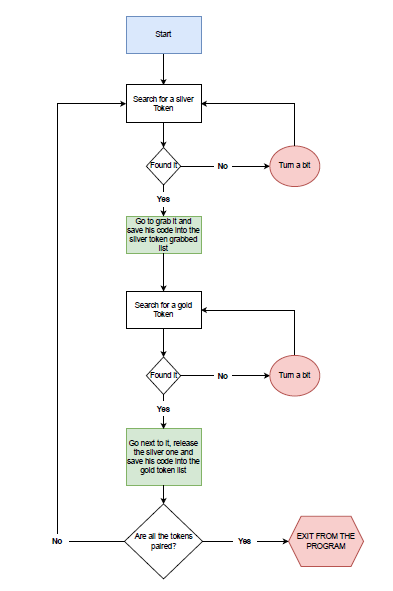 Start
Search for a silver
Token
Found it
No
Turn a bit
Yes
Go to grab it and
save his code into the
silver token grabbed
list
Search for a gold
Token
Found it
No
Turn a bit
Yes
Go next to it, release
the silver one and
save his code into the
gold token list
Are all the tokens
paired?
No
Yes
EXIT FROM THE
PROGRAM